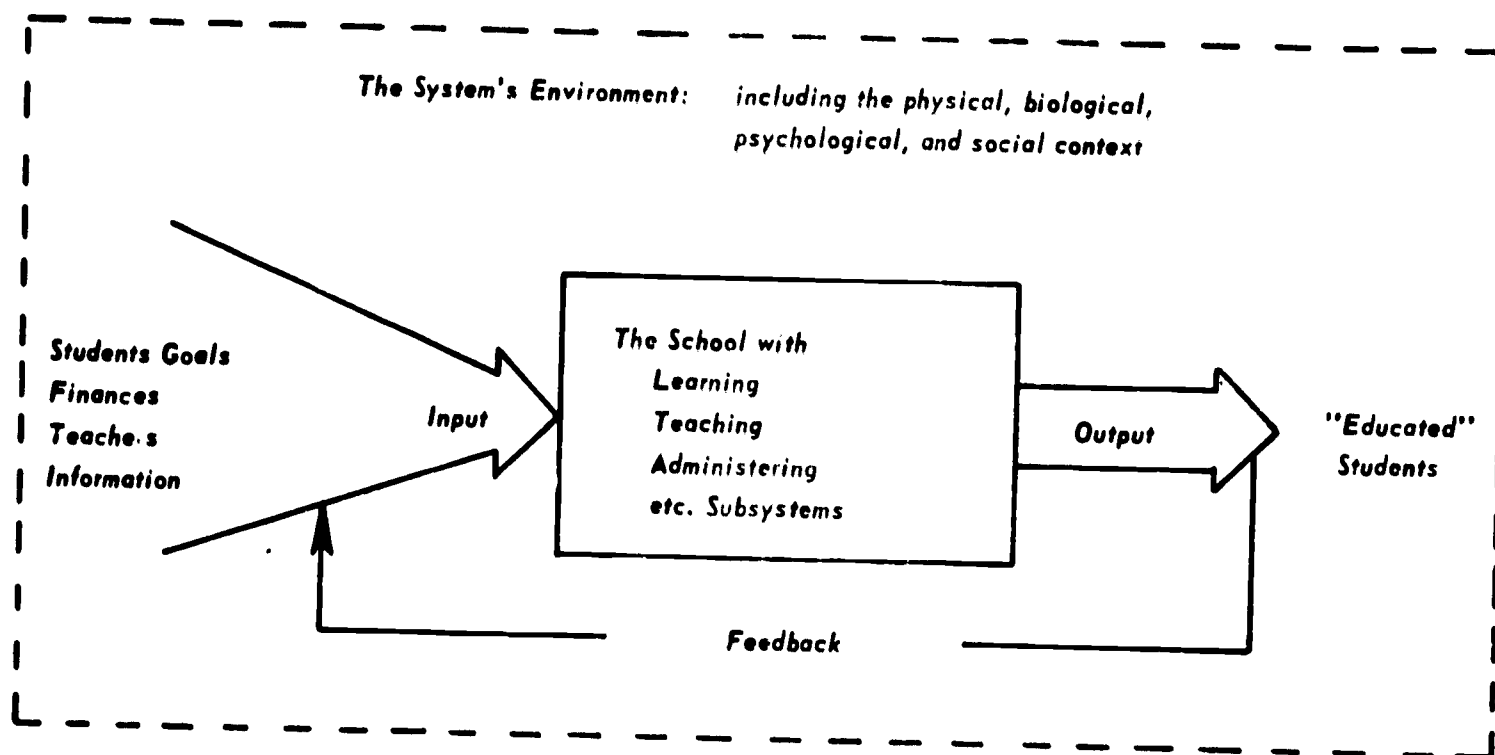 The System's Environment: including the physical, biological,
psychological, and social context
Students Goals
Finances
Teache.s
Information
Input
The School with
Learning
Teaching
Administering
etc. Subsystems
Output
"Educated"
Students
Feedback